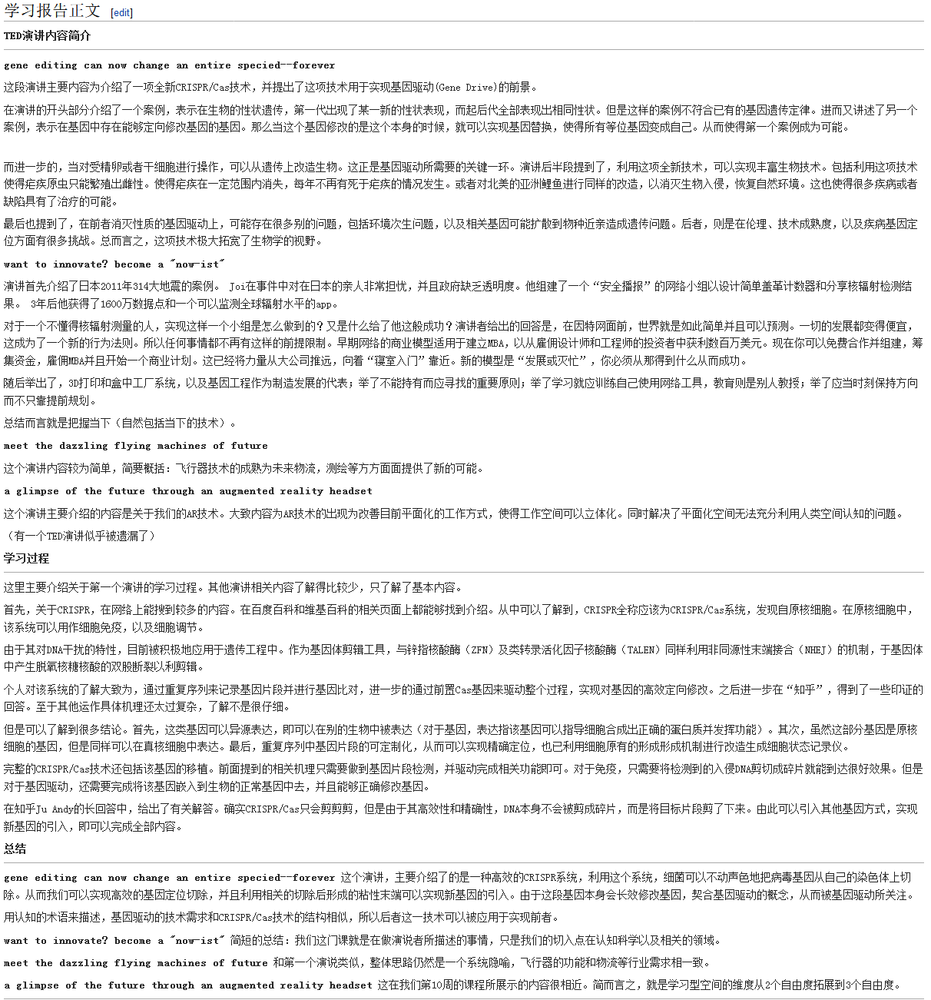 学习报告正文 [edit]
TED演讲内容简介
gene editing can now change an entire specied--forever
这段演讲主要内容为介绍了一项全新CRISPR/Cas技术，并提出了这项技术用于实现基因驱动(Gene Drive)的前景。
在演讲的开头部分介绍了一个案例，表示在生物的性状遗传，第一代出现了某一新的性状表现，而起后代全部表现出相同性状。但是这样的案例不符合已有的基因遗传定律。进而又讲述了另一个
案例，表示在基因中存在能够定向修改基因的基因。那么当这个基因修改的是这个本身的时候，就可以实现基因替换，使得所有等位基因变成自己。从而使得第一个案例成为可能。
而进一步的，当对受精卵或者干细胞进行操作，可以从遗传上改造生物。这正是基因驱动所需要的关键一环。演讲后半段提到了，利用这项全新技术，可以实现丰富生物技术。包括利用这项技术
使得疟疾原虫只能繁殖出雌性。使得疟疾在一定范围内消失，每年不再有死于疟疾的情况发生。或者对北美的亚洲鲤鱼进行同样的改造，以消灭生物入侵，恢复自然环境。这也使得很多疾病或者
缺陷具有了治疗的可能。
最后也提到了，在前者消灭性质的基因驱动上，可能存在很多别的问题，包括环境次生问题，以及相关基因可能扩散到物种近亲造成遗传问题。后者，则是在伦理、技术成熟度，以及疾病基因定
位方面有很多挑战。总而言之，这项技术极大拓宽了生物学的视野。
want to innovate? become a "now-ist"
演讲首先介绍了日本2011年314大地震的案例。 Joi在事件中对在日本的亲人非常担忧，并且政府缺乏透明度。他组建了一个“安全播报”的网络小组以设计简单盖革计数器和分享核辐射检测结
果。 3年后他获得了1600万数据点和一个可以监测全球辐射水平的app。
对于一个不懂得核辐射测量的人，实现这样一个小组是怎么做到的？又是什么给了他这般成功？演讲者给出的回答是，在因特网面前，世界就是如此简单并且可以预测。一切的发展都变得便宜，
这成为了一个新的行为法则。所以任何事情都不再有这样的前提限制。早期网络的商业模型适用于建立MBA，以从雇佣设计师和工程师的投资者中获利数百万美元。现在你可以免费合作并组建，筹
集资金，雇佣MBA并且开始一个商业计划。这已经将力量从大公司推远，向着“寝室入门”靠近。新的模型是“发展或灭忙”，你必须从那得到什么从而成功。
随后举出了，3D打印和盒中工厂系统，以及基因工程作为制造发展的代表；举了不能持有而应寻找的重要原则；举了学习就应训练自己使用网络工具，教育则是别人教授；举了应当时刻保持方向
而不只靠提前规划。
总结而言就是把握当下（自然包括当下的技术）。
meet the dazzling flying machines of future
这个演讲内容较为简单，简要概括：飞行器技术的成熟为未来物流，测绘等方方面面提供了新的可能。
a glimpse of the future through an augmented reality headset
这个演讲主要介绍的内容是关于我们的AR技术。大致内容为AR技术的出现为改善目前平面化的工作方式，使得工作空间可以立体化。同时解决了平面化空间无法充分利用人类空间认知的问题。
（有一个TED演讲似乎被遗漏了）
学习过程
这里主要介绍关于第一个演讲的学习过程。其他演讲相关内容了解得比较少，只了解了基本内容。
首先，关于CRISPR，在网络上能搜到较多的内容。在百度百科和维基百科的相关页面上都能够找到介绍。从中可以了解到，CRISPR全称应该为CRISPR/Cas系统，发现自原核细胞。在原核细胞中，
该系统可以用作细胞免疫，以及细胞调节。
由于其对DNA干扰的特性，目前被积极地应用于遗传工程中。作为基因体剪辑工具，与锌指核酸酶（ZFN）及类转录活化因子核酸酶（TALEN）同样利用非同源性末端接合（NHEJ）的机制，于基因体
中产生脱氧核糖核酸的双股断裂以利剪辑。
个人对该系统的了解大致为，通过重复序列来记录基因片段并进行基因比对，进一步的通过前置Cas基因来驱动整个过程，实现对基因的高效定向修改。之后进一步在“知乎”，得到了一些印证的
回答。至于其他运作具体机理还太过复杂，了解不是很仔细。
但是可以了解到很多结论。首先，这类基因可以异源表达，即可以在别的生物中被表达（对于基因，表达指该基因可以指导细胞合成出正确的蛋白质并发挥功能）。其次，虽然这部分基因是原核
细胞的基因，但是同样可以在真核细胞中表达。最后，重复序列中基因片段的可定制化，从而可以实现精确定位，也已利用细胞原有的形成形成机制进行改造生成细胞状态记录仪。
完整的CRISPR/Cas技术还包括该基因的移植。前面提到的相关机理只需要做到基因片段检测，并驱动完成相关功能即可。对于免疫，只需要将检测到的入侵DNA剪切成碎片就能到达很好效果。但是
对于基因驱动，还需要完成将该基因嵌入到生物的正常基因中去，并且能够正确修改基因。
在知乎Ju Andy的长回答中，给出了有关解答。确实CRISPR/Cas只会剪剪剪，但是由于其高效性和精确性，DNA本身不会被剪成碎片，而是将目标片段剪了下来。由此可以引入其他基因方式，实现
新基因的引入，即可以完成全部内容。
总结
gene editing can now change an entire specied--forever 这个演讲，主要介绍了的是一种高效的CRISPR系统，利用这个系统，细菌可以不动声色地把病毒基因从自己的染色体上切
除。从而我们可以实现高效的基因定位切除，并且利用相关的切除后形成的粘性末端可以实现新基因的引入。由于这段基因本身会长效修改基因，契合基因驱动的概念，从而被基因驱动所关注。
用认知的术语来描述，基因驱动的技术需求和CRISPR/Cas技术的结构相似，所以后者这一技术可以被应用于实现前者。
want to innovate? become a "now-ist" 简短的总结：我们这门课就是在做演说者所描述的事情，只是我们的切入点在认知科学以及相关的领域。
meet the dazzling flying machines of future 和第一个演说类似，整体思路仍然是一个系统隐喻，飞行器的功能和物流等行业需求相一致。
a glimpse of the future through an augmented reality headset 这在我们第10周的课程所展示的内容很相近。简而言之，就是学习型空间的维度从2个自由度拓展到3个自由度。